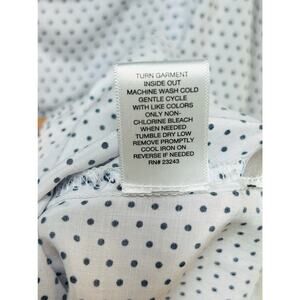 TURN GARMENT
INSIDE OUT
MACHINE WASH COLD
GENTLE CYCLE
WITH LIKE COLORS
ONLY NON-
CHLORINE BLEACH
WHEN NEEDED
TUMBLE DRY LOW
REMOVE PROMPTLY
COOL IRON ON
REVERSE IF NEEDED
RN# 23243